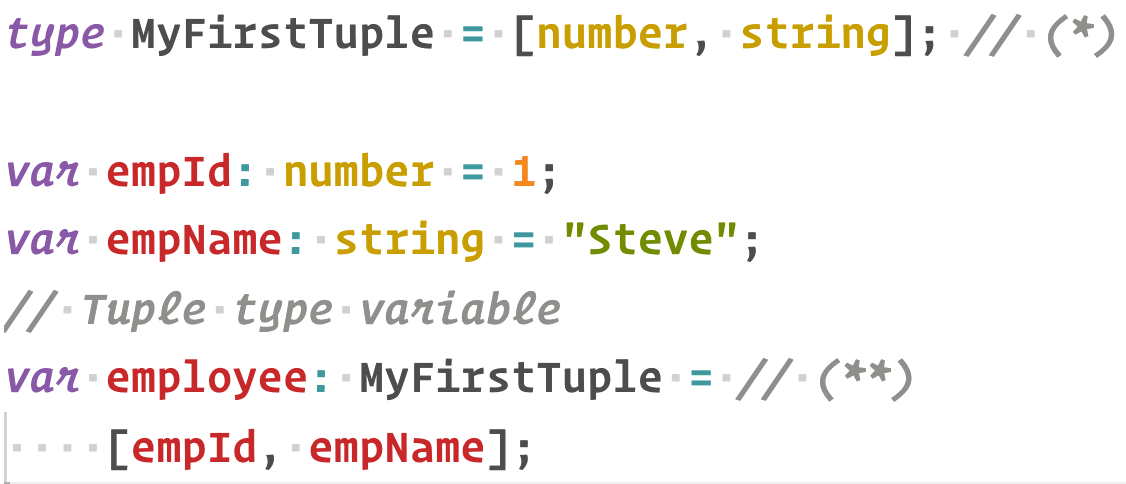 type MyFirstTuple = [number, string]; // (*)
var empId: number = 1;
var empName: string = "Steve";
// Tuple type variable
var employee: MyFirstTuple = // (**)
    [empId, empName];